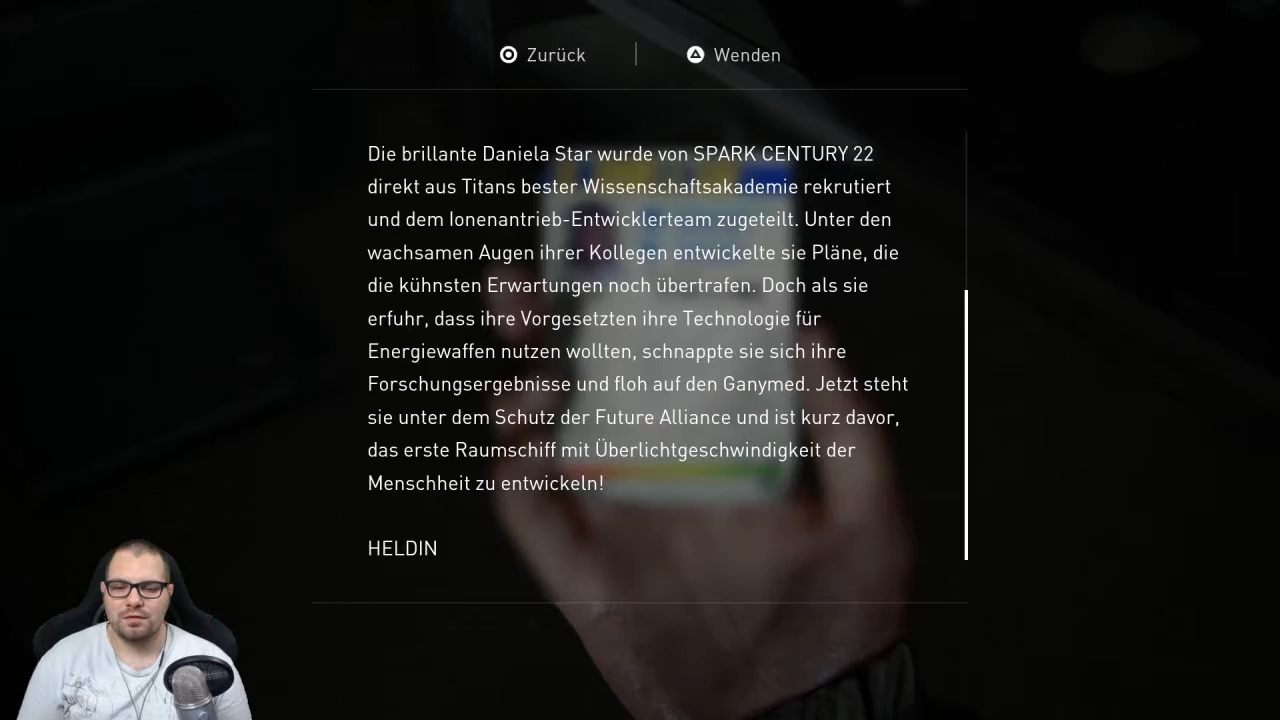 Zurück
Wenden
Die brillante Daniela Star wurde von SPARK CENTURY 22
direkt aus Titans bester Wissenschaftsakademie rekrutiert
und dem Ionenantrieb-Entwicklerteam zugeteilt. Unter den
wachsamen Augen ihrer Kollegen entwickelte sie Pläne, die
die kühnsten Erwartungen noch übertrafen. Doch als sie
erfuhr, dass ihre Vorgesetzten ihre Technologie für
Energiewaffen nutzen wollten, schnappte sie sich ihre
Forschungsergebnisse und floh auf den Ganymed. Jetzt steht
sie unter dem Schutz der Future Alliance und ist kurz davor,
das erste Raumschiff mit Überlichtgeschwindigkeit der
Menschheit zu entwickeln!
HELDIN